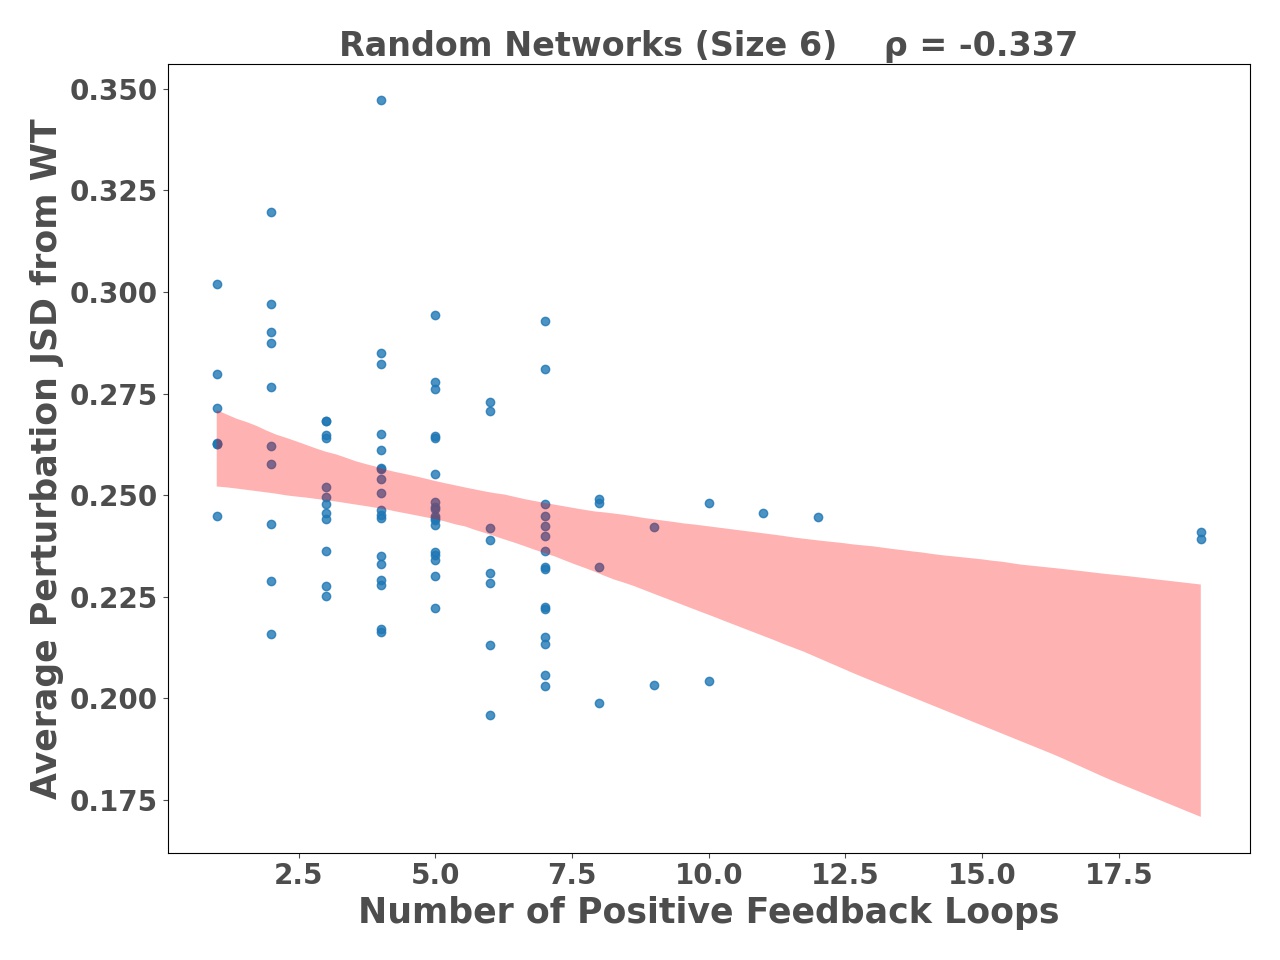 Random Networks (Size 6)    ρ = -0.337
0.350
0.325
0.300
0.275
0.250
0.225
0.200
0.175
Average Perturbation JSD from WT
2.5 5.0 7.5 10.0 12.5 15.0 17.5
Number of Positive Feedback Loops